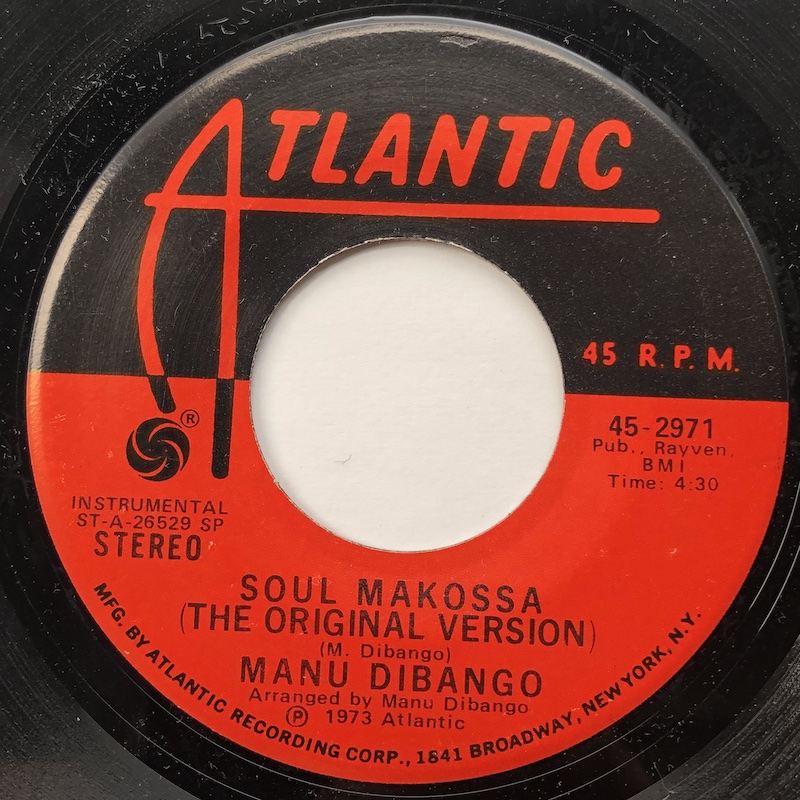 ATLANTIC
45 R.P.M.
®
45-2971
Pub., Rayven
BMI
Time: 4:30
INSTRUMENTAL
ST-A-26529 SP
STEREO
SOUL MAKOSSA
(THE ORIGINAL VERSION)
(M. Dibango)
MANU DIBANGO
Arranged by Manu Dibango
Ⓟ 1973 Atlantic
MFG. BY ATLANTIC RECORDING CORP., 1841 BROADWAY, NEW YORK, N.Y.